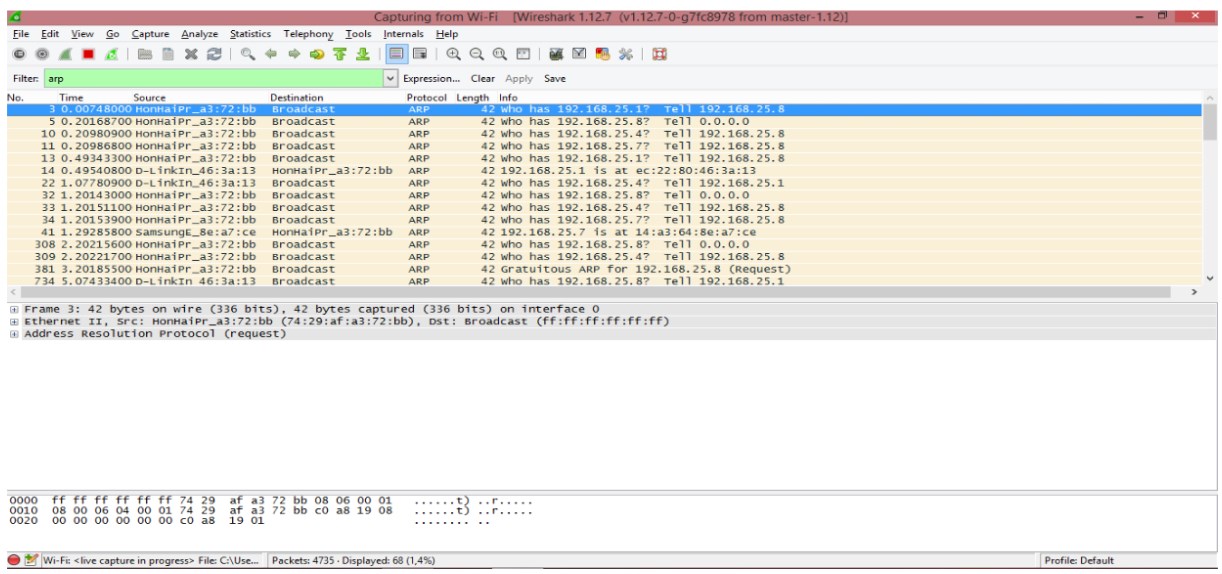 Capturing from Wi-Fi [Wireshark 1.12.7 (v1.12.7-0-g7fc8978 from master-1.12)]
File Edit View Go Capture Analyze Statistics Telephony Tools Internals Help
Filter: arp Expression... Clear Apply Save
No. Time Source Destination Protocol Length Info
3 0.00748000 HonHaiPr_a3:72:bb Broadcast ARP 42 Who has 192.168.25.1? Tell 192.168.25.8
5 0.20168700 HonHaiPr_a3:72:bb Broadcast ARP 42 Who has 192.168.25.8? Tell 0.0.0.0
10 0.20980900 HonHaiPr_a3:72:bb Broadcast ARP 42 Who has 192.168.25.4? Tell 192.168.25.8
11 0.20986800 HonHaiPr_a3:72:bb Broadcast ARP 42 Who has 192.168.25.7? Tell 192.168.25.8
13 0.49343300 HonHaiPr_a3:72:bb Broadcast ARP 42 Who has 192.168.25.1? Tell 192.168.25.8
14 0.49540800 D-LinkIn_46:3a:13 HonHaiPr_a3:72:bb ARP 42 192.168.25.1 is at ec:22:80:46:3a:13
22 1.07780900 D-LinkIn_46:3a:13 Broadcast ARP 42 Who has 192.168.25.4? Tell 192.168.25.1
32 1.20143000 HonHaiPr_a3:72:bb Broadcast ARP 42 Who has 192.168.25.8? Tell 0.0.0.0
33 1.20151100 HonHaiPr_a3:72:bb Broadcast ARP 42 Who has 192.168.25.4? Tell 192.168.25.8
34 1.20153900 HonHaiPr_a3:72:bb Broadcast ARP 42 Who has 192.168.25.7? Tell 192.168.25.8
41 1.29285800 SamsungE_8e:a7:ce HonHaiPr_a3:72:bb ARP 42 192.168.25.7 is at 14:a3:64:8e:a7:ce
308 2.20215600 HonHaiPr_a3:72:bb Broadcast ARP 42 Who has 192.168.25.8? Tell 0.0.0.0
309 2.20221700 HonHaiPr_a3:72:bb Broadcast ARP 42 Who has 192.168.25.4? Tell 192.168.25.8
381 3.20185500 HonHaiPr_a3:72:bb Broadcast ARP 42 Gratuitous ARP for 192.168.25.8 (Request)
734 5.07433400 D-LinkIn_46:3a:13 Broadcast ARP 42 Who has 192.168.25.8? Tell 192.168.25.1
Frame 3: 42 bytes on wire (336 bits), 42 bytes captured (336 bits) on interface 0
Ethernet II, Src: HonHaiPr_a3:72:bb (74:29:af:a3:72:bb), Dst: Broadcast (ff:ff:ff:ff:ff:ff)
Address Resolution Protocol (request)
0000 ff ff ff ff ff ff 74 29 af a3 72 bb 08 06 00 01 ......t) ..r.....
0010 08 00 06 04 00 01 74 29 af a3 72 bb c0 a8 19 08 ......t) ..r.....
0020 00 00 00 00 00 00 c0 a8 19 01 ........ ..
Wi-Fi: <live capture in progress> File: C:\Use... Packets: 4735 · Displayed: 68 (1,4%) Profile: Default